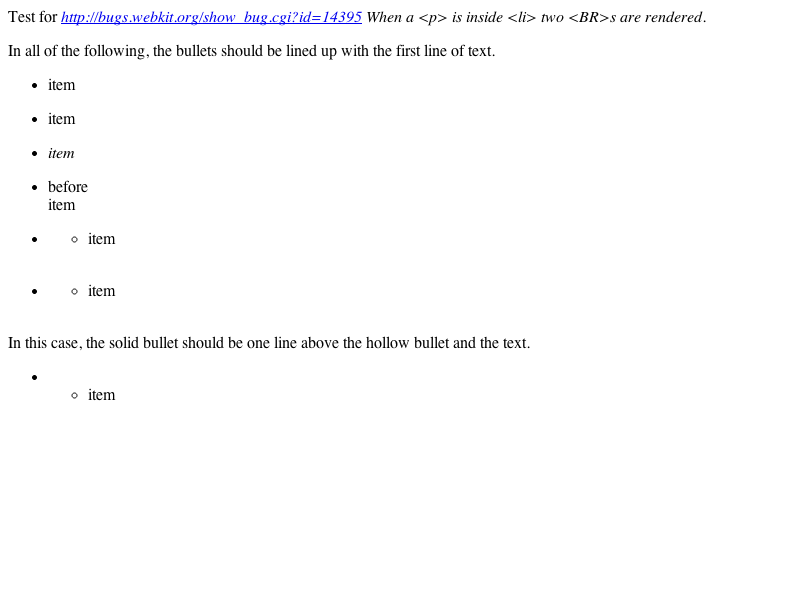 Test for http://bugs.webkit.org/show_bug.cgi?id=14395 When a <p> is inside <li> two <BR>s are rendered.
In all of the following, the bullets should be lined up with the first line of text.
• item
• item
• item
• before
item
• ◦ item
• ◦ item
In this case, the solid bullet should be one line above the hollow bullet and the text.
•
◦ item